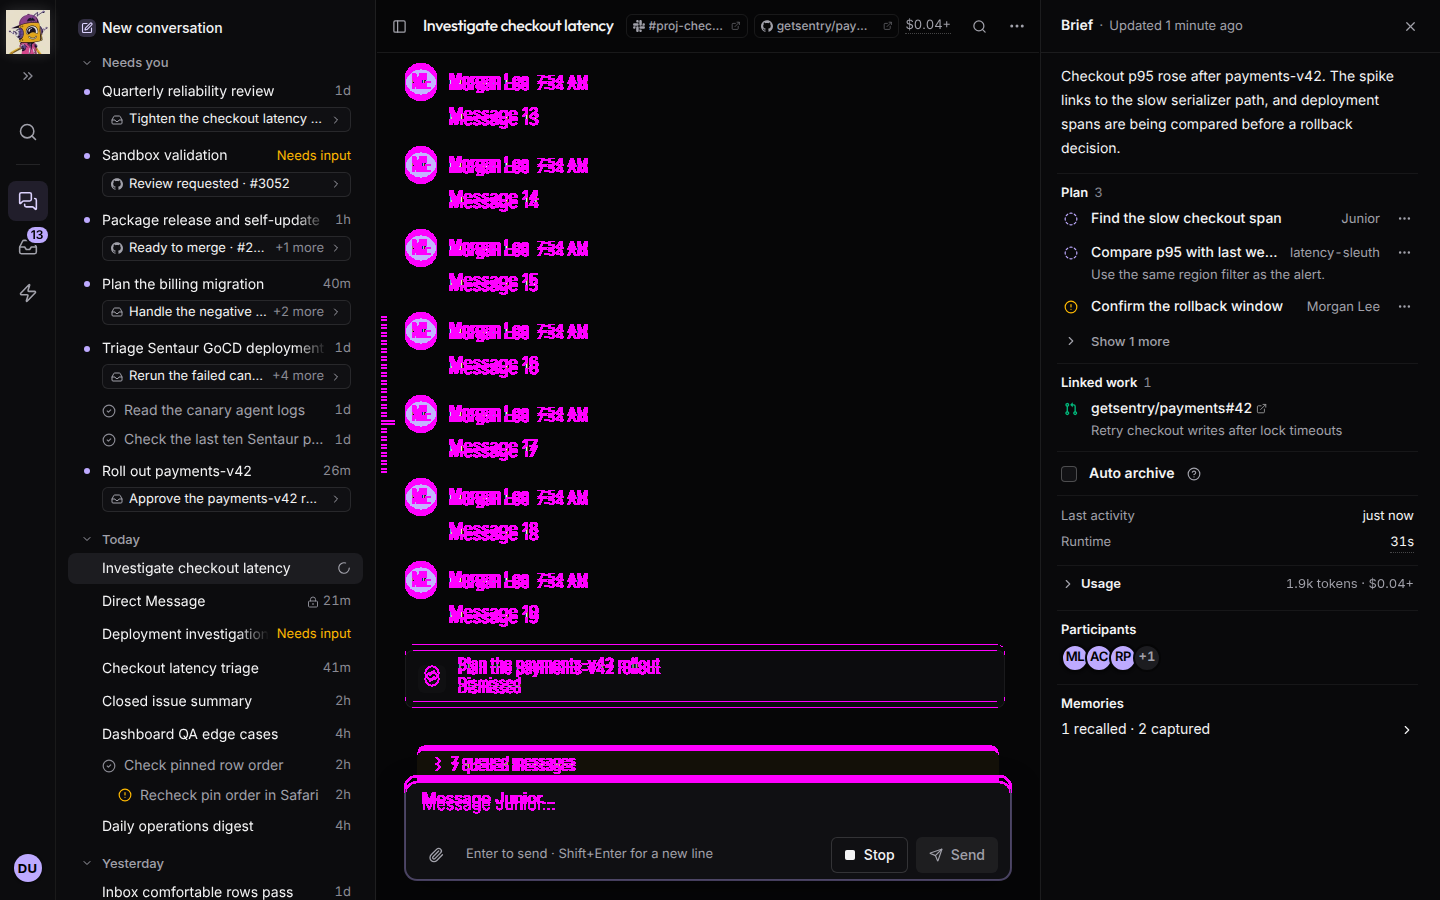 New conversation
Needs you
Quarterly reliability review 1d
Tighten the checkout latency ...
Sandbox validation Needs input
Review requested · #3052
Package release and self-update 1h
Ready to merge · #2... +1 more
Plan the billing migration 40m
Handle the negative ... +2 more
Triage Sentaur GoCD deployment 1d
Rerun the failed can... +4 more
Read the canary agent logs 1d
Check the last ten Sentaur p... 1d
Roll out payments-v42 26m
Approve the payments-v42 r...
Today
Investigate checkout latency
Direct Message 21m
Deployment investigation Needs input
Checkout latency triage 41m
Closed issue summary 2h
Dashboard QA edge cases 4h
Check pinned row order 2h
Recheck pin order in Safari 2h
Daily operations digest 4h
Yesterday
Inbox comfortable rows pass 1d
13
DU
Investigate checkout latency #proj-chec... getsentry/pay... $0.04+
ML Morgan Lee AM
Message 13
ML Morgan Lee AM
Message 14
ML Morgan Lee AM
Message 15
ML Morgan Lee AM
Message 16
ML Morgan Lee AM
Message 17
ML Morgan Lee AM
Message 18
ML Morgan Lee AM
Message 19
Plan the payments-v42 rollout
Dismissed
7 queued messages
Message Junior...
Enter to send · Shift+Enter for a new line
Stop
Send
Brief · Updated 1 minute ago
Checkout p95 rose after payments-v42. The spike
links to the slow serializer path, and deployment
spans are being compared before a rollback
decision.
Plan 3
Find the slow checkout span Junior
Compare p95 with last we... latency-sleuth
Use the same region filter as the alert.
Confirm the rollback window Morgan Lee
Show 1 more
Linked work 1
getsentry/payments#42
Retry checkout writes after lock timeouts
Auto archive
Last activity just now
Runtime 31s
Usage 1.9k tokens · $0.04+
Participants
ML AC RP +1
Memories
1 recalled · 2 captured